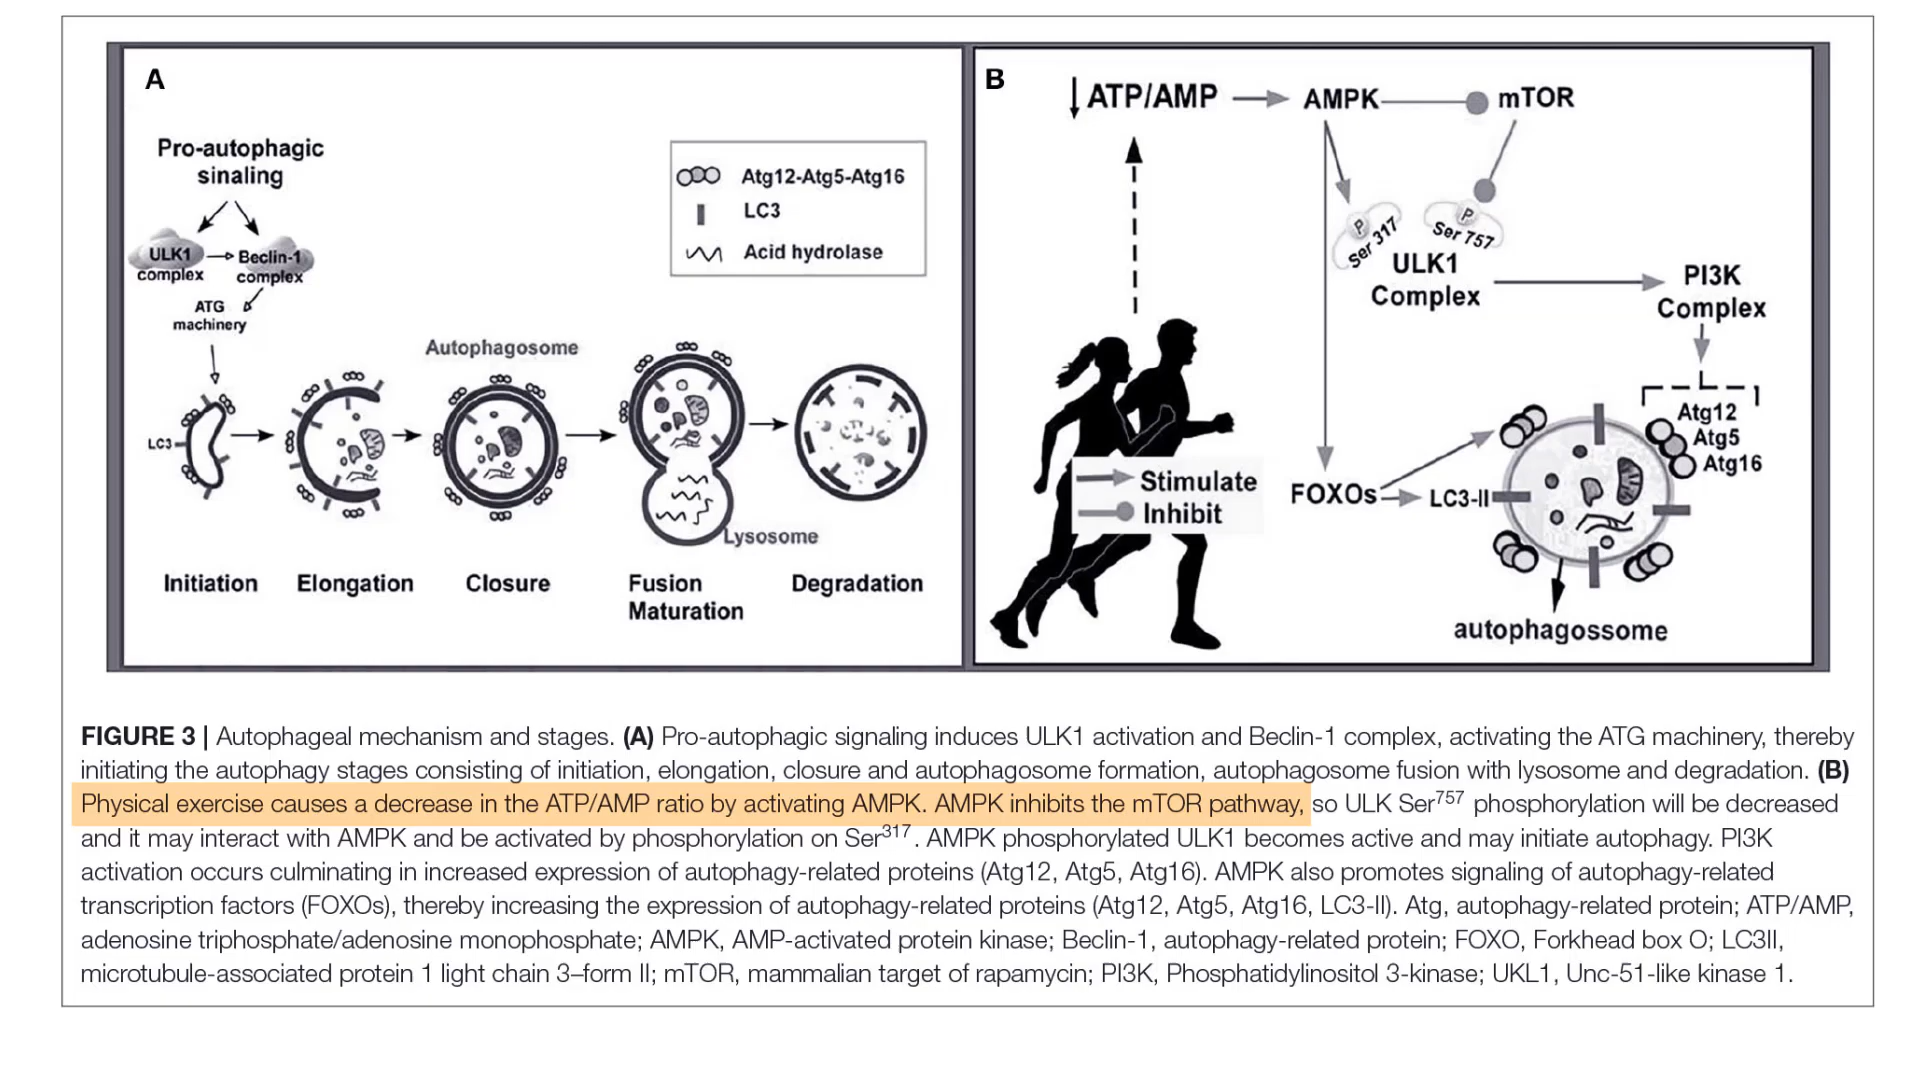 A
Pro-autophagic
sinaling
ULK1
complex
Beclin-1
complex
ATG
machinery
Atg12-Atg5-Atg16
LC3
Acid hydrolase
Autophagosome
LC3
Lysosome
Initiation
Elongation
Closure
Fusion
Maturation
Degradation
B
↓ATP/AMP
AMPK
mTOR
P
Ser 317
P
Ser 757
ULK1
Complex
PI3K
Complex
Atg12
Atg5
Atg16
Stimulate
Inhibit
FOXOs
LC3-II
autophagossome
FIGURE 3 | Autophageal mechanism and stages. (A) Pro-autophagic signaling induces ULK1 activation and Beclin-1 complex, activating the ATG machinery, thereby
initiating the autophagy stages consisting of initiation, elongation, closure and autophagosome formation, autophagosome fusion with lysosome and degradation. (B)
Physical exercise causes a decrease in the ATP/AMP ratio by activating AMPK. AMPK inhibits the mTOR pathway, so ULK Ser757 phosphorylation will be decreased
and it may interact with AMPK and be activated by phosphorylation on Ser317. AMPK phosphorylated ULK1 becomes active and may initiate autophagy. PI3K
activation occurs culminating in increased expression of autophagy-related proteins (Atg12, Atg5, Atg16). AMPK also promotes signaling of autophagy-related
transcription factors (FOXOs), thereby increasing the expression of autophagy-related proteins (Atg12, Atg5, Atg16, LC3-II). Atg, autophagy-related protein; ATP/AMP,
adenosine triphosphate/adenosine monophosphate; AMPK, AMP-activated protein kinase; Beclin-1, autophagy-related protein; FOXO, Forkhead box O; LC3II,
microtubule-associated protein 1 light chain 3–form II; mTOR, mammalian target of rapamycin; PI3K, Phosphatidylinositol 3-kinase; UKL1, Unc-51-like kinase 1.